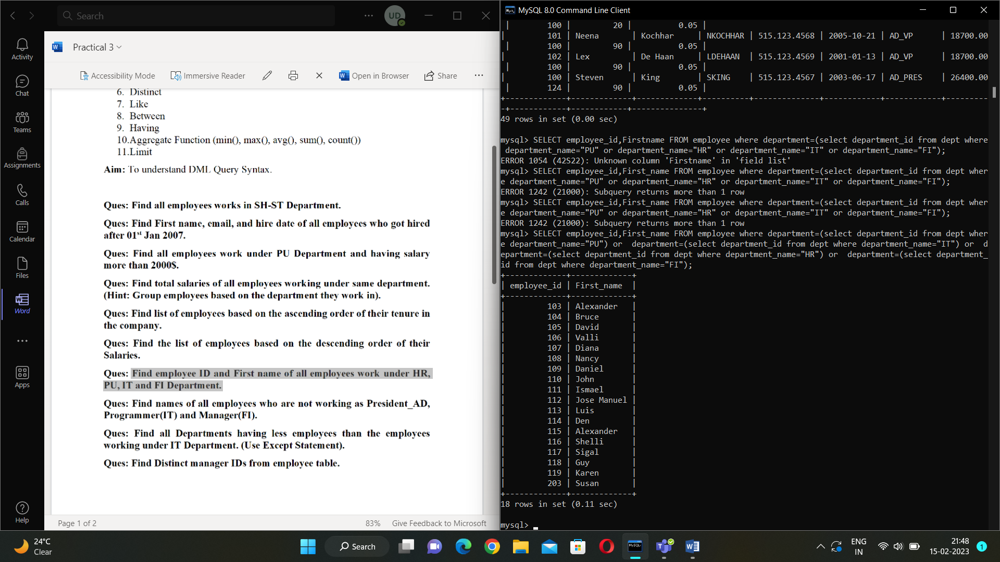 Search
UD
Activity
Chat
Teams
Assignments
Calls
Calendar
Files
Word
Apps
Help
Practical 3
Accessibility Mode
Immersive Reader
Open in Browser
Share
6. Distinct
7. Like
8. Between
9. Having
10.Aggregate Function (min(), max(), avg(), sum(), count())
11.Limit
Aim: To understand DML Query Syntax.
Ques: Find all employees works in SH-ST Department.
Ques: Find First name, email, and hire date of all employees who got hired
after 01st Jan 2007.
Ques: Find all employees work under PU Department and having salary
more than 2000$.
Ques: Find total salaries of all employees working under same department.
(Hint: Group employees based on the department they work in).
Ques: Find list of employees based on the ascending order of their tenure in
the company.
Ques: Find the list of employees based on the descending order of their
Salaries.
Ques: Find employee ID and First name of all employees work under HR,
PU, IT and FI Department.
Ques: Find names of all employees who are not working as President_AD,
Programmer(IT) and Manager(FI).
Ques: Find all Departments having less employees than the employees
working under IT Department. (Use Except Statement).
Ques: Find Distinct manager IDs from employee table.
Page 1 of 2
83%
Give Feedback to Microsoft
MySQL 8.0 Command Line Client
| 100 | 20 | 0.05 |
| 101 | Neena | Kochhar | NKOCHHAR | 515.123.4568 | 2005-10-21 | AD_VP | 18700.00
| 100 | 90 | 0.05 |
| 102 | Lex | De Haan | LDEHAAN | 515.123.4569 | 2001-01-13 | AD_VP | 18700.00
| 100 | 90 | 0.05 |
| 100 | Steven | King | SKING | 515.123.4567 | 2003-06-17 | AD_PRES | 26400.00
| 124 | 90 | 0.05 |
+-------------+-------------+-------------+----------+--------------+------------+------------+---------
-+------------+------------+---------------+
49 rows in set (0.00 sec)
mysql> SELECT employee_id,Firstname FROM employee where department=(select department_id from dept where
department_name="PU" or department_name="HR" or department_name="IT" or department_name="FI");
ERROR 1054 (42S22): Unknown column 'Firstname' in 'field list'
mysql> SELECT employee_id,First_name FROM employee where department=(select department_id from dept wher
e department_name="PU" or department_name="HR" or department_name="IT" or department_name="FI");
ERROR 1242 (21000): Subquery returns more than 1 row
mysql> SELECT employee_id,First_name FROM employee where department=(select department_id from dept wher
e department_name="PU" or department_name="HR" or department_name="IT" or department_name="FI");
ERROR 1242 (21000): Subquery returns more than 1 row
mysql> SELECT employee_id,First_name FROM employee where department=(select department_id from dept wher
e department_name="PU") or  department=(select department_id from dept where department_name="IT") or  d
epartment=(select department_id from dept where department_name="HR") or  department=(select department_
id from dept where department_name="FI");
+-------------+-------------+
| employee_id | First_name |
+-------------+-------------+
| 103 | Alexander |
| 104 | Bruce |
| 105 | David |
| 106 | Valli |
| 107 | Diana |
| 108 | Nancy |
| 109 | Daniel |
| 110 | John |
| 111 | Ismael |
| 112 | Jose Manuel |
| 113 | Luis |
| 114 | Den |
| 115 | Alexander |
| 116 | Shelli |
| 117 | Sigal |
| 118 | Guy |
| 119 | Karen |
| 203 | Susan |
+-------------+-------------+
18 rows in set (0.11 sec)
mysql>
24°C
Clear
Search
ENG
IN
21:48
15-02-2023
1